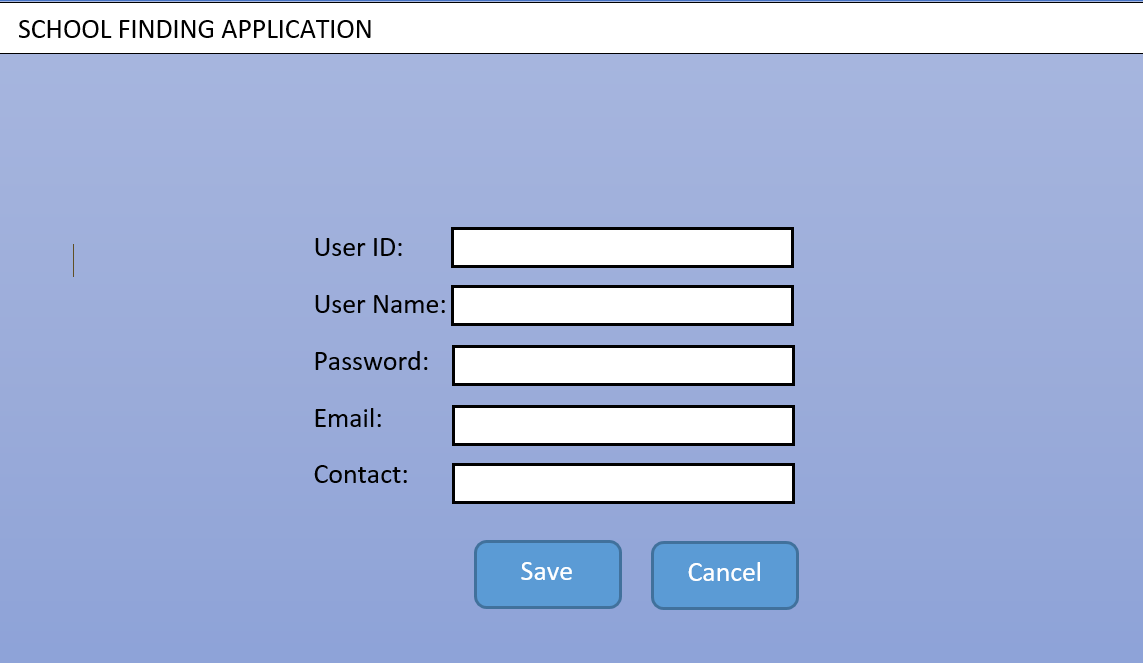 SCHOOL FINDING APPLICATION
User ID:
User Name:
Password:
Email:
Contact:
Save Cancel